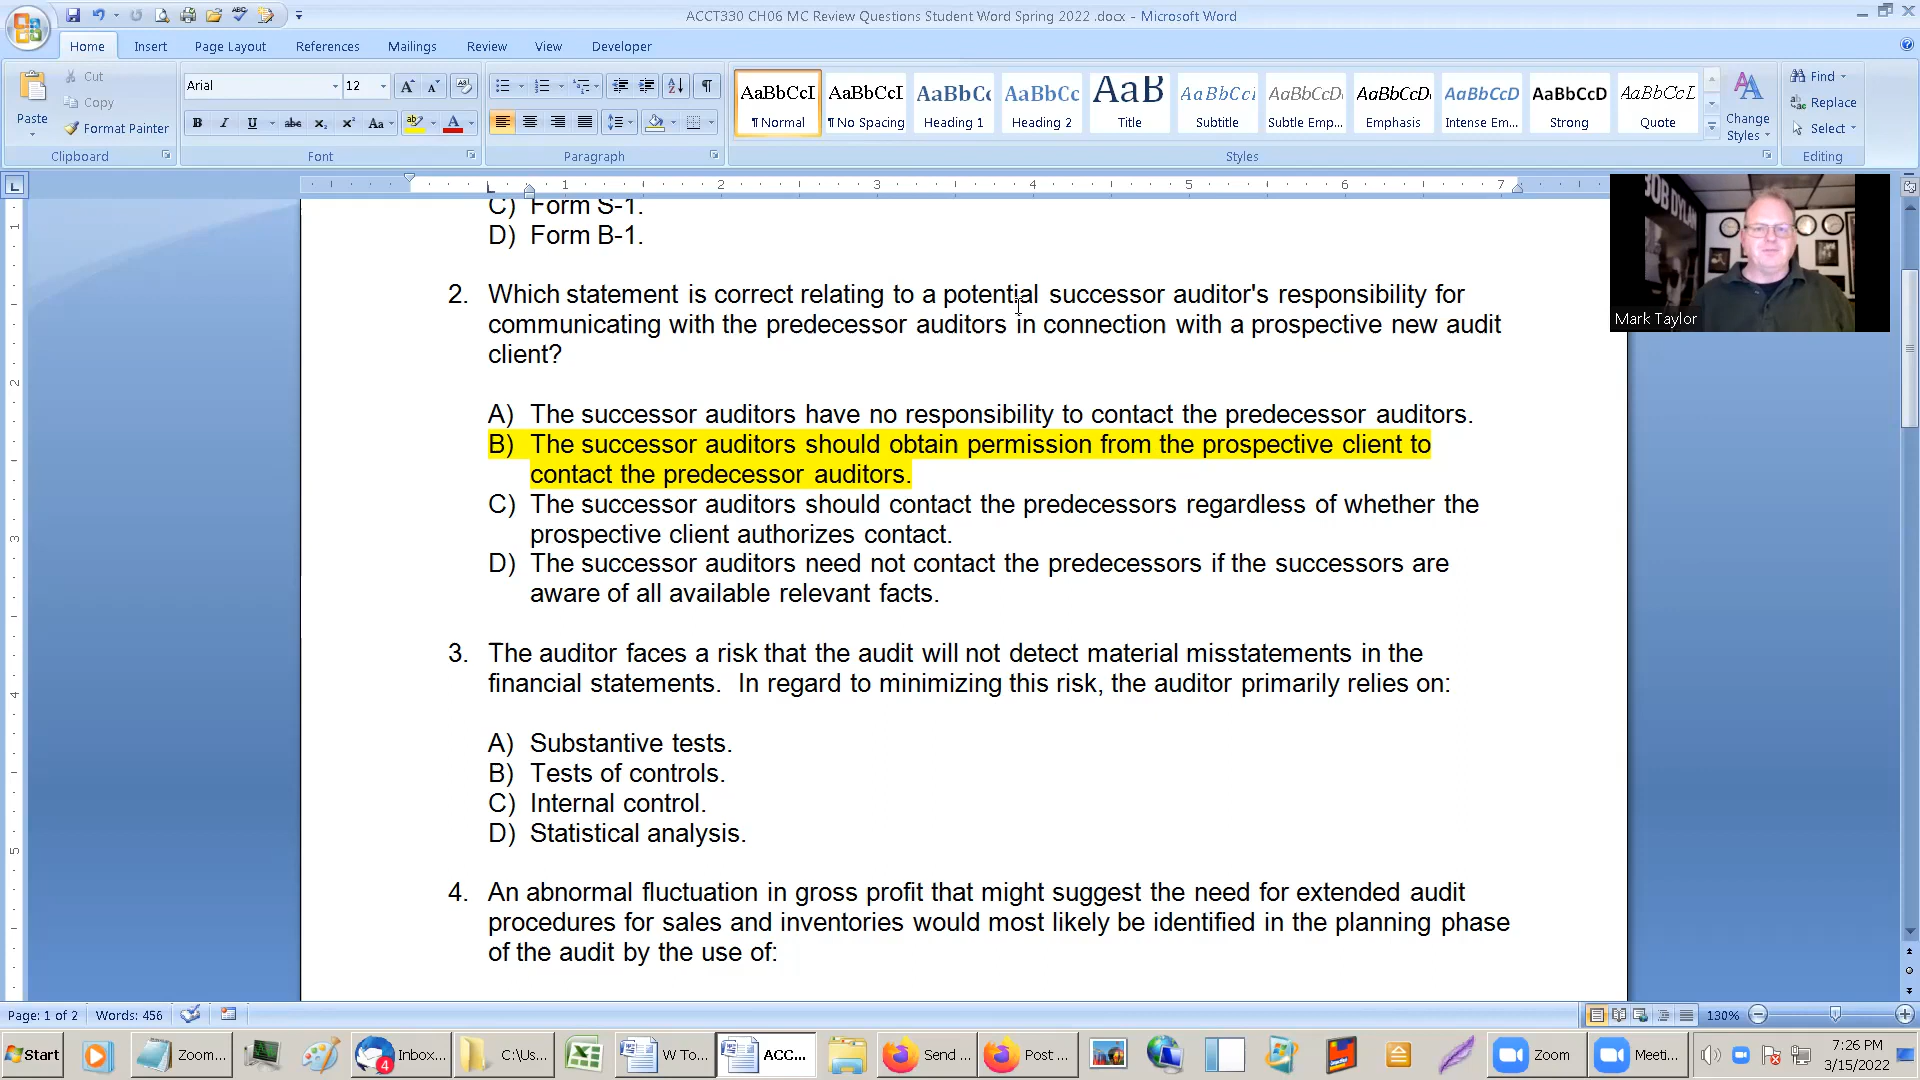 ACCT330 CH06 MC Review Questions Student Word Spring 2022 .docx - Microsoft Word
Home Insert Page Layout References Mailings Review View Developer
Paste
Cut
Copy
Format Painter
Clipboard
Arial 12
Font
Paragraph
AaBbCcI AaBbCcI AaBbCc AaBbCc AaB AaBbCcI AaBbCcD AaBbCcD AaBbCcD AaBbCcD AaBbCcL
¶ Normal ¶ No Spacing Heading 1 Heading 2 Title Subtitle Subtle Emp... Emphasis Intense Em... Strong Quote
Change Styles
Styles
Find
Replace
Select
Editing
1 2 3 4 5 6 7
C) Form S-1.
D) Form B-1.
2. Which statement is correct relating to a potential successor auditor's responsibility for
communicating with the predecessor auditors in connection with a prospective new audit
client?
A) The successor auditors have no responsibility to contact the predecessor auditors.
B) The successor auditors should obtain permission from the prospective client to
contact the predecessor auditors.
C) The successor auditors should contact the predecessors regardless of whether the
prospective client authorizes contact.
D) The successor auditors need not contact the predecessors if the successors are
aware of all available relevant facts.
3. The auditor faces a risk that the audit will not detect material misstatements in the
financial statements.  In regard to minimizing this risk, the auditor primarily relies on:
A) Substantive tests.
B) Tests of controls.
C) Internal control.
D) Statistical analysis.
4. An abnormal fluctuation in gross profit that might suggest the need for extended audit
procedures for sales and inventories would most likely be identified in the planning phase
of the audit by the use of:
BOB DYLAN
Mark Taylor
Page: 1 of 2 Words: 456
130%
Start Zoom... Inbox... C:\Us... W To... ACC... Send ... Post ... Zoom Meeti...
4
7:26 PM
3/15/2022